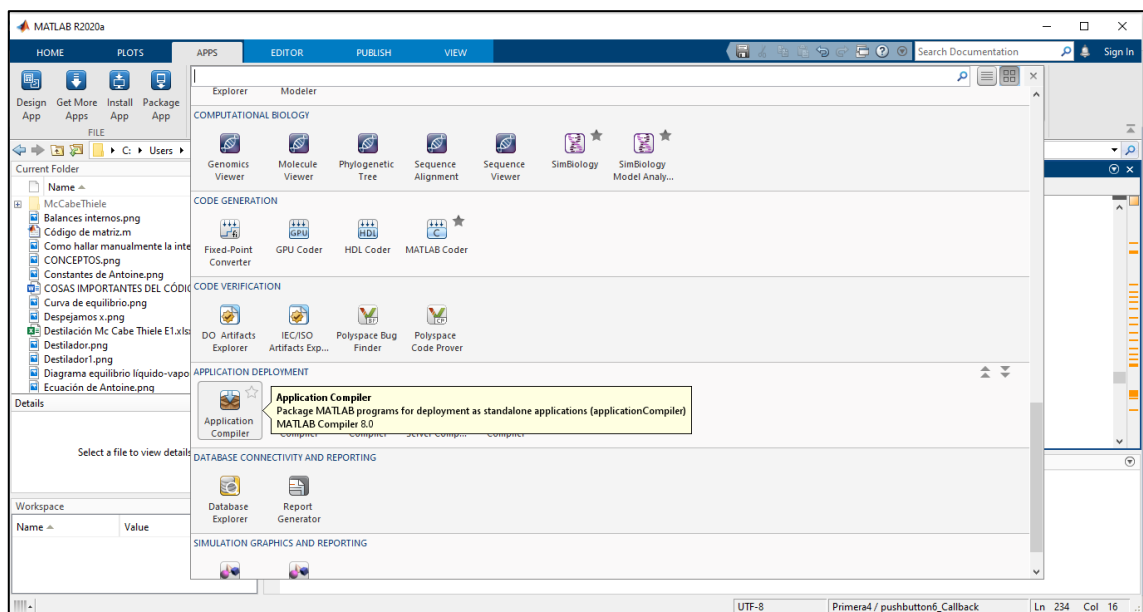 MATLAB R2020a
HOME PLOTS APPS EDITOR PUBLISH VIEW Search Documentation Sign In
Design App
Get More Apps
Install App
Package App
FILE
C: Users
Current Folder
Name
McCabeThiele
Balances internos.png
Código de matriz.m
Como hallar manualmente la inte
CONCEPTOS.png
Constantes de Antoine.png
COSAS IMPORTANTES DEL CÓDI
Curva de equilibrio.png
Despejamos x.png
Destilación Mc Cabe Thiele E1.xls
Destilador.png
Destilador1.png
Diagrama equilibrio líquido-vapo
Ecuación de Antoine.png
Details
Select a file to view details
Workspace
Name Value
Explorer Modeler
COMPUTATIONAL BIOLOGY
Genomics Viewer
Molecule Viewer
Phylogenetic Tree
Sequence Alignment
Sequence Viewer
SimBiology
SimBiology Model Analy...
CODE GENERATION
Fixed-Point Converter
GPU Coder
HDL Coder
MATLAB Coder
CODE VERIFICATION
DO Artifacts Explorer
IEC/ISO Artifacts Exp...
Polyspace Bug Finder
Polyspace Code Prover
APPLICATION DEPLOYMENT
Application Compiler
Application Compiler
Package MATLAB programs for deployment as standalone applications (applicationCompiler)
MATLAB Compiler 8.0
DATABASE CONNECTIVITY AND REPORTING
Database Explorer
Report Generator
SIMULATION GRAPHICS AND REPORTING
UTF-8 Primera4 / pushbutton6_Callback Ln 234 Col 16